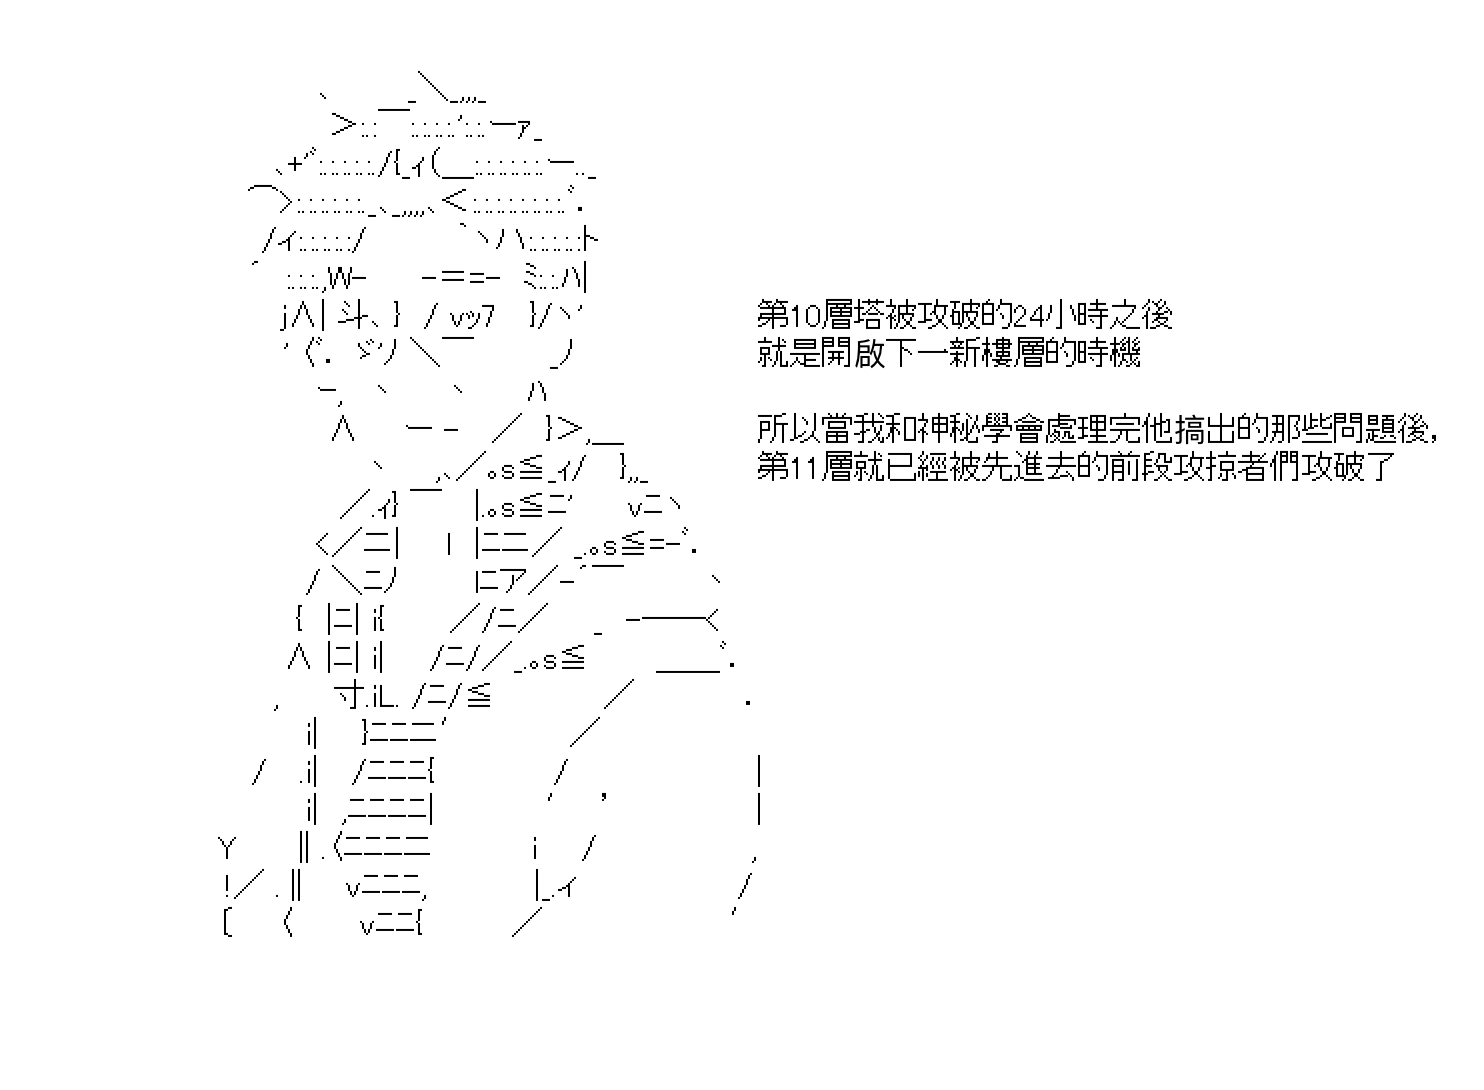 第10層塔被攻破的24小時之後
就是開啟下一新樓層的時機
所以當我和神秘學會處理完他搞出的那些問題後,
第11層就已經被先進去的前段攻掠者們攻破了